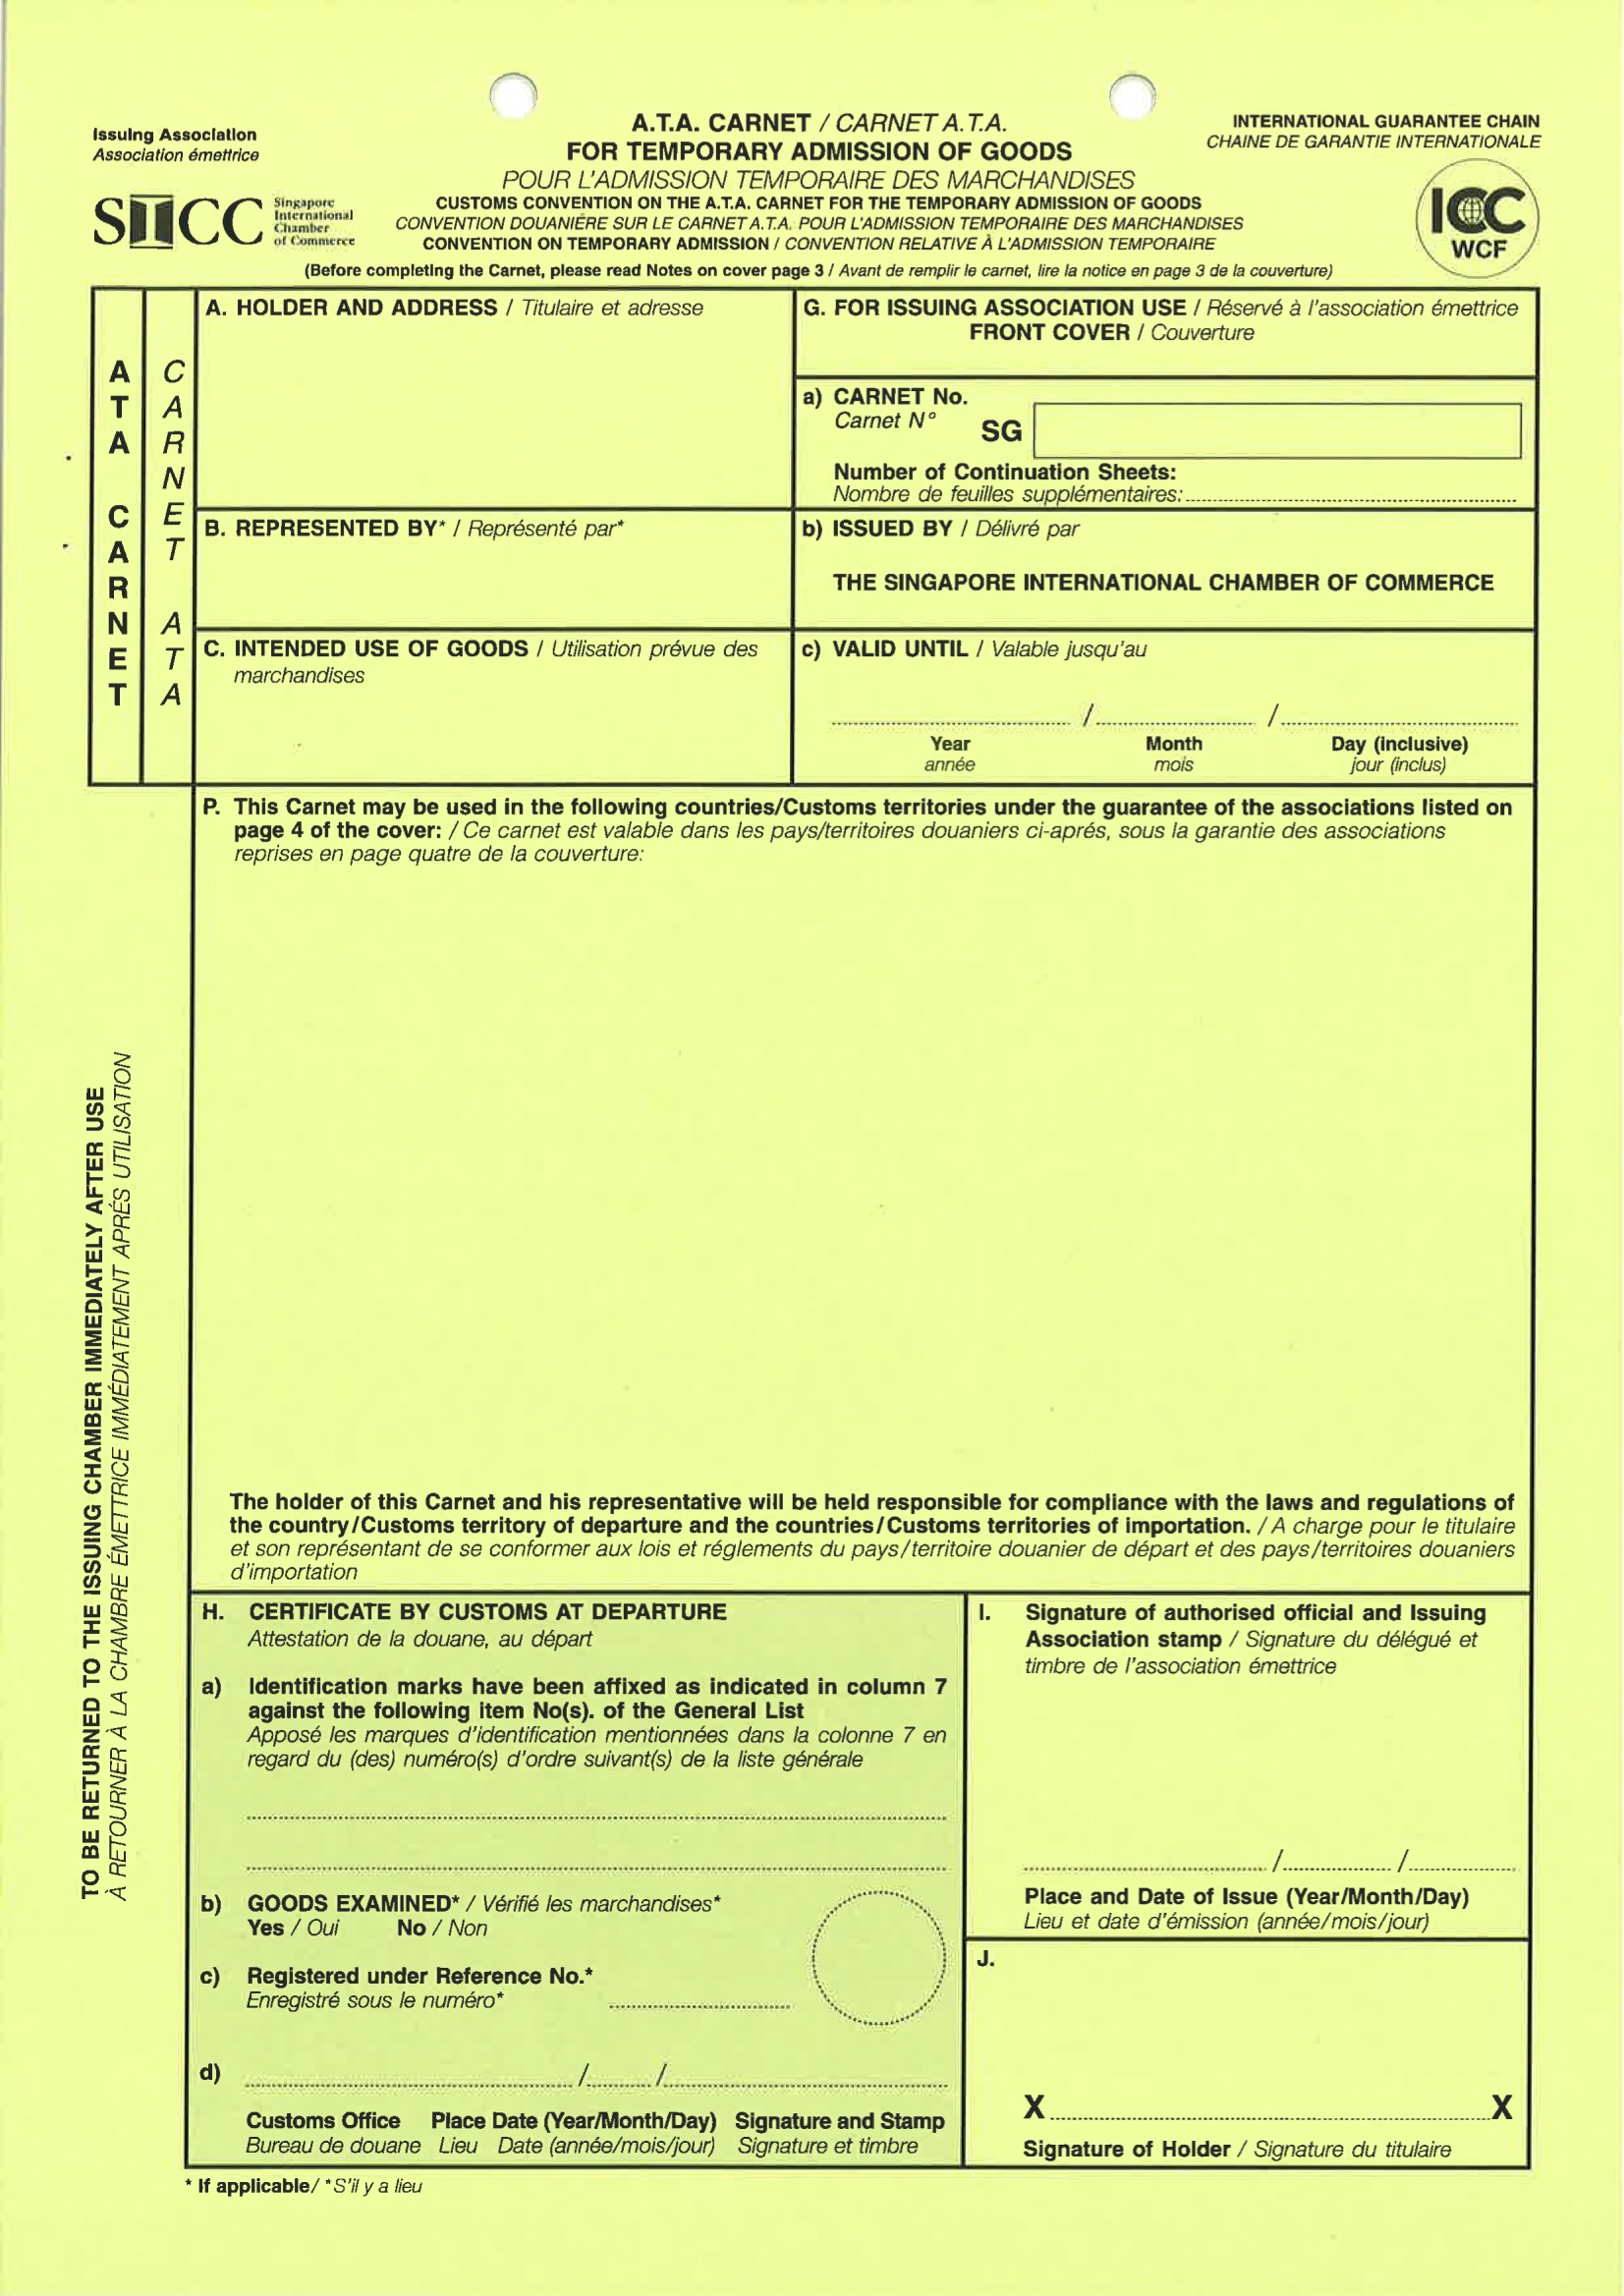 Issuing Association
Association émettrice
SICC
Singapore
International
Chamber
of Commerce
A.T.A. CARNET / CARNET A.T.A.
FOR TEMPORARY ADMISSION OF GOODS
POUR L'ADMISSION TEMPORAIRE DES MARCHANDISES
CUSTOMS CONVENTION ON THE A.T.A. CARNET FOR THE TEMPORARY ADMISSION OF GOODS
CONVENTION DOUANIÈRE SUR LE CARNET A.T.A. POUR L'ADMISSION TEMPORAIRE DES MARCHANDISES
CONVENTION ON TEMPORARY ADMISSION / CONVENTION RELATIVE À L'ADMISSION TEMPORAIRE
(Before completing the Carnet, please read Notes on cover page 3 / Avant de remplir le carnet, lire la notice en page 3 de la couverture)
INTERNATIONAL GUARANTEE CHAIN
CHAINE DE GARANTIE INTERNATIONALE
ICC
WCF
ATA CARNET
CARNET ATA
A. HOLDER AND ADDRESS / Titulaire et adresse
G. FOR ISSUING ASSOCIATION USE / Réservé à l'association émettrice
FRONT COVER / Couverture
a) CARNET No.
Carnet N°
SG
Number of Continuation Sheets:
Nombre de feuilles supplémentaires:
B. REPRESENTED BY* / Représenté par*
b) ISSUED BY / Délivré par
THE SINGAPORE INTERNATIONAL CHAMBER OF COMMERCE
C. INTENDED USE OF GOODS / Utilisation prévue des
marchandises
c) VALID UNTIL / Valable jusqu'au
/ /
Year Month Day (inclusive)
année mois jour (inclus)
P. This Carnet may be used in the following countries/Customs territories under the guarantee of the associations listed on
page 4 of the cover: / Ce carnet est valable dans les pays/territoires douaniers ci-aprés, sous la garantie des associations
reprises en page quatre de la couverture:
The holder of this Carnet and his representative will be held responsible for compliance with the laws and regulations of
the country/Customs territory of departure and the countries/Customs territories of importation. / A charge pour le titulaire
et son représentant de se conformer aux lois et réglements du pays/territoire douanier de départ et des pays/territoires douaniers
d'importation
TO BE RETURNED TO THE ISSUING CHAMBER IMMEDIATELY AFTER USE
À RETOURNER À LA CHAMBRE ÉMETTRICE IMMÉDIATEMENT APRÉS UTILISATION
H. CERTIFICATE BY CUSTOMS AT DEPARTURE
Attestation de la douane, au départ
a) Identification marks have been affixed as indicated in column 7
against the following item No(s). of the General List
Apposé les marques d'identification mentionnées dans la colonne 7 en
regard du (des) numéro(s) d'ordre suivant(s) de la liste générale
b) GOODS EXAMINED* / Vérifié les marchandises*
Yes / Oui No / Non
c) Registered under Reference No.*
Enregistré sous le numéro*
d) / /
Customs Office Place Date (Year/Month/Day) Signature and Stamp
Bureau de douane Lieu Date (année/mois/jour) Signature et timbre
I. Signature of authorised official and Issuing
Association stamp / Signature du délégué et
timbre de l'association émettrice
/ /
Place and Date of Issue (Year/Month/Day)
Lieu et date d'émission (année/mois/jour)
J.
X X
Signature of Holder / Signature du titulaire
* If applicable/ *S'il y a lieu